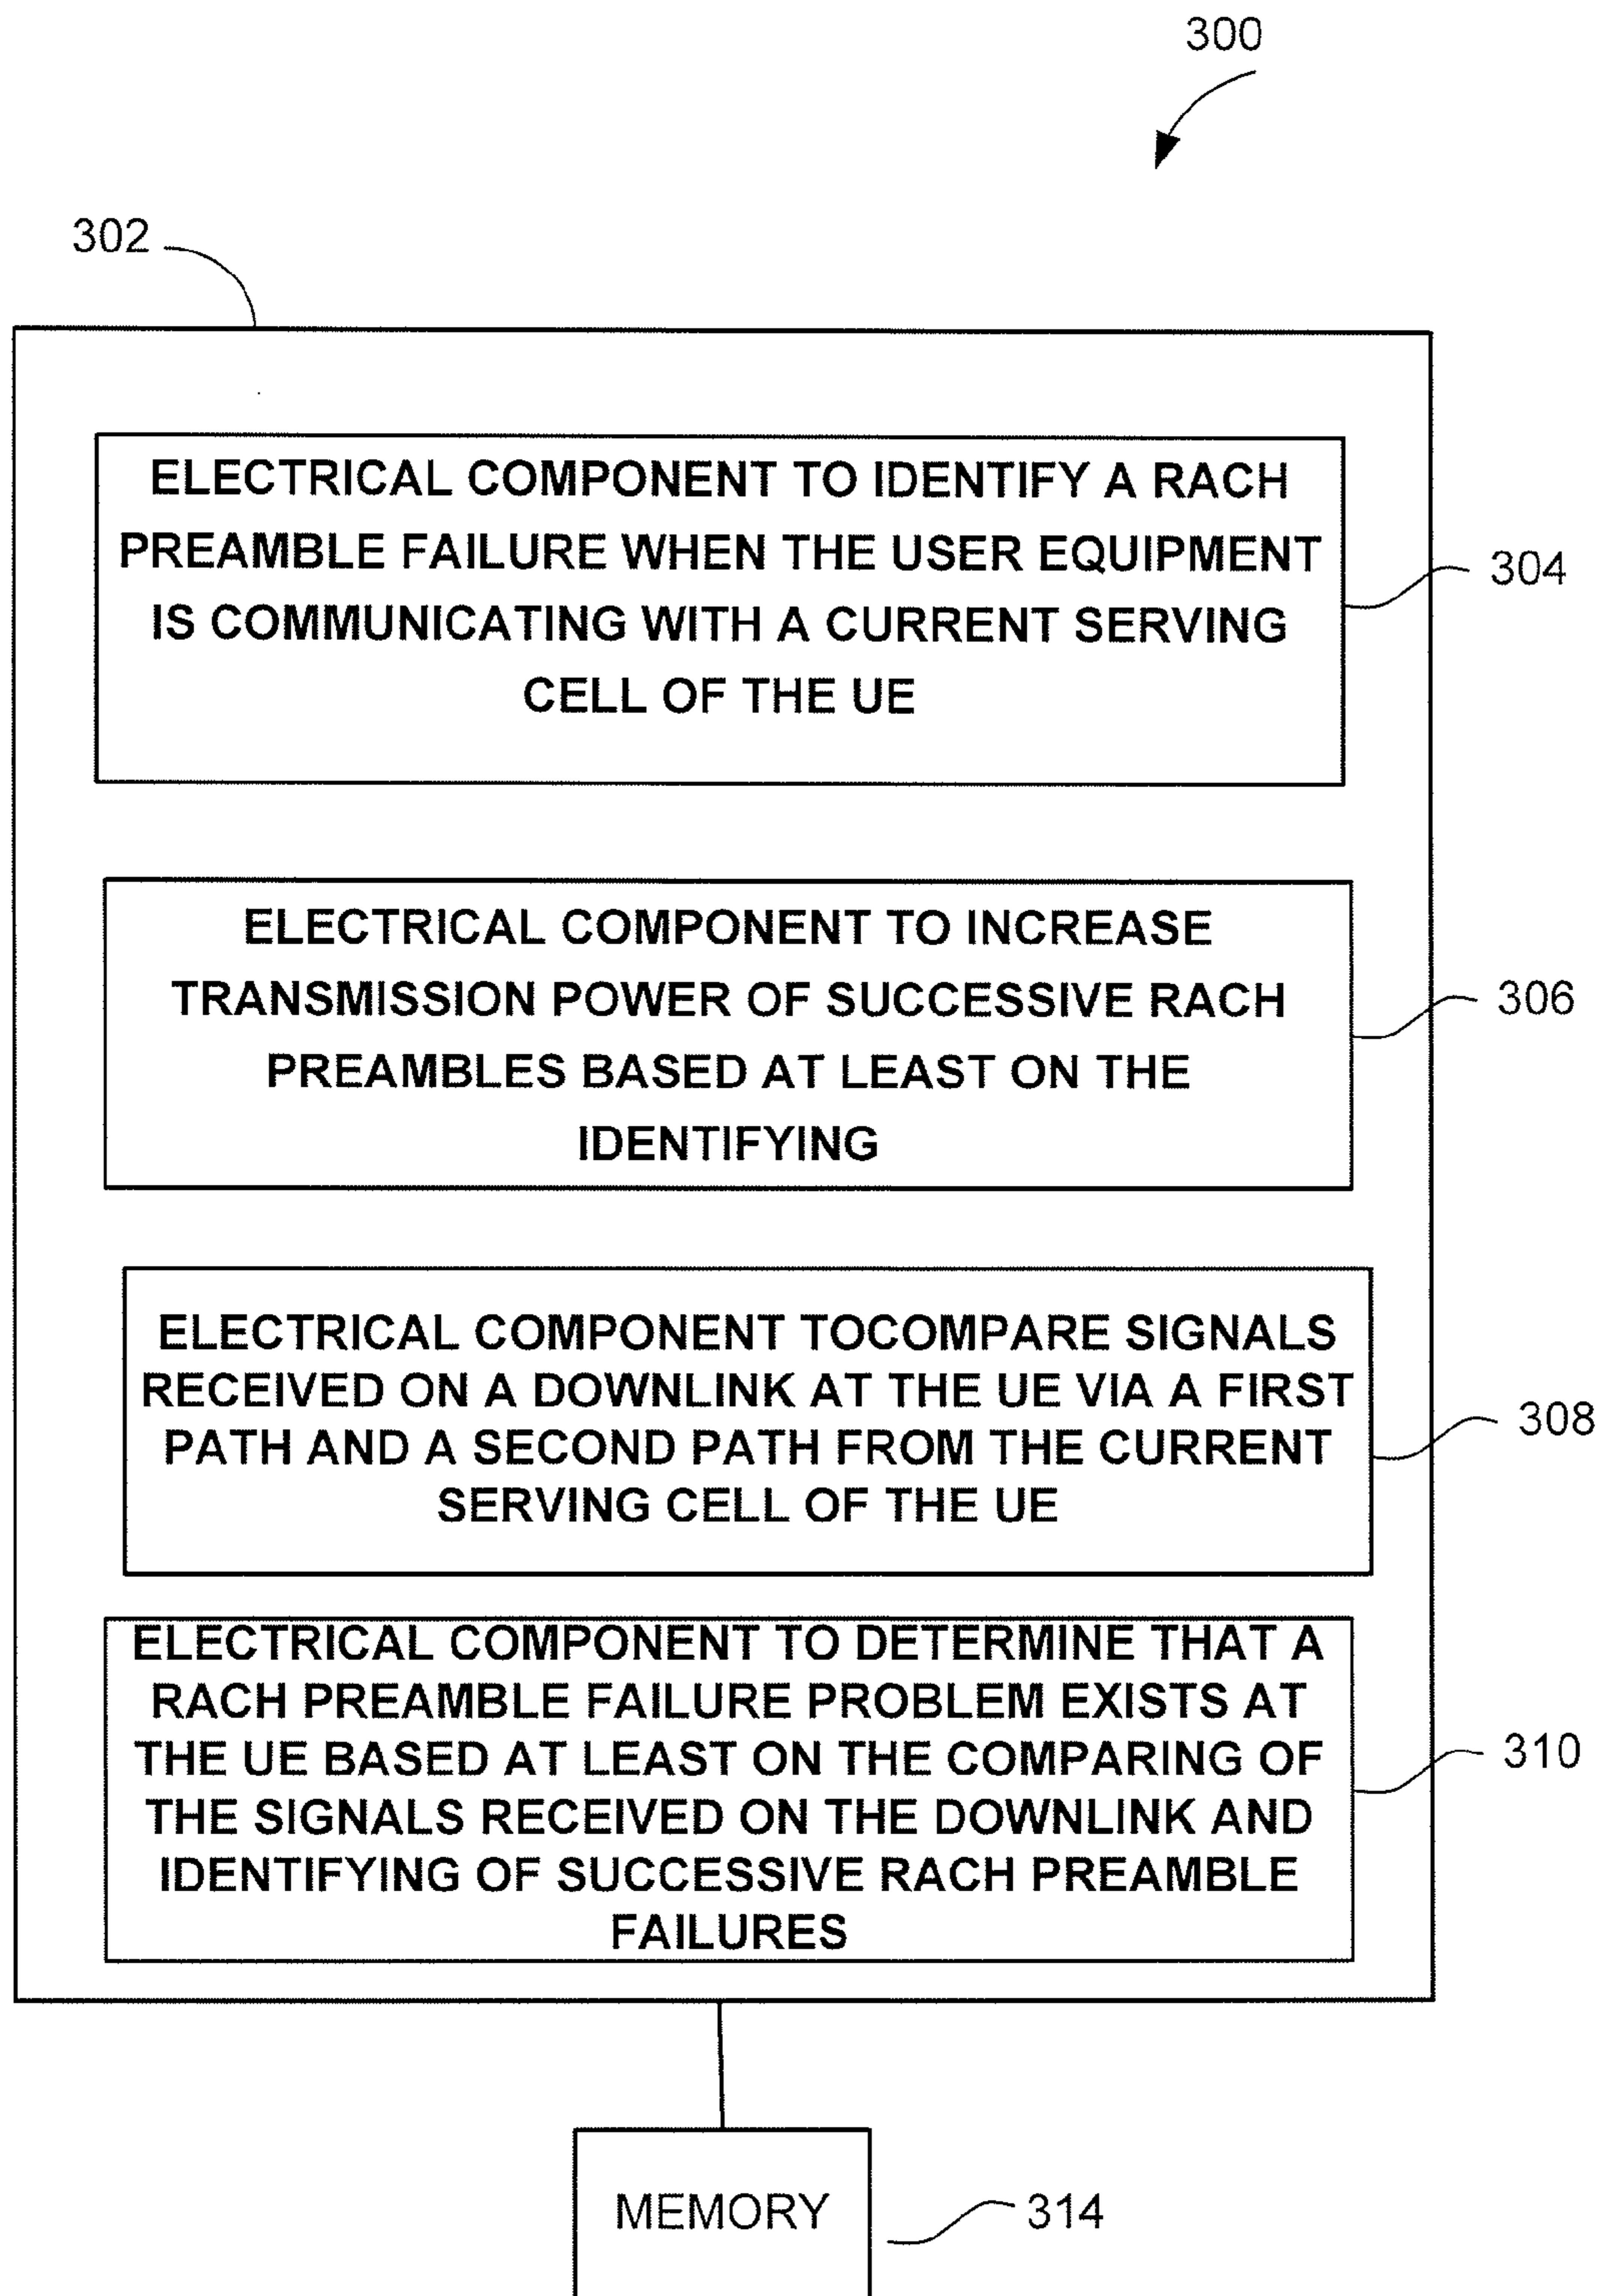 300
302
ELECTRICAL COMPONENT TO IDENTIFY A RACH
PREAMBLE FAILURE WHEN THE USER EQUIPMENT
IS COMMUNICATING WITH A CURRENT SERVING
CELL OF THE UE
304
ELECTRICAL COMPONENT TO INCREASE
TRANSMISSION POWER OF SUCCESSIVE RACH
PREAMBLES BASED AT LEAST ON THE
IDENTIFYING
306
ELECTRICAL COMPONENT TOCOMPARE SIGNALS
RECEIVED ON A DOWNLINK AT THE UE VIA A FIRST
PATH AND A SECOND PATH FROM THE CURRENT
SERVING CELL OF THE UE
308
ELECTRICAL COMPONENT TO DETERMINE THAT A
RACH PREAMBLE FAILURE PROBLEM EXISTS AT
THE UE BASED AT LEAST ON THE COMPARING OF
THE SIGNALS RECEIVED ON THE DOWNLINK AND
IDENTIFYING OF SUCCESSIVE RACH PREAMBLE
FAILURES
310
MEMORY
314